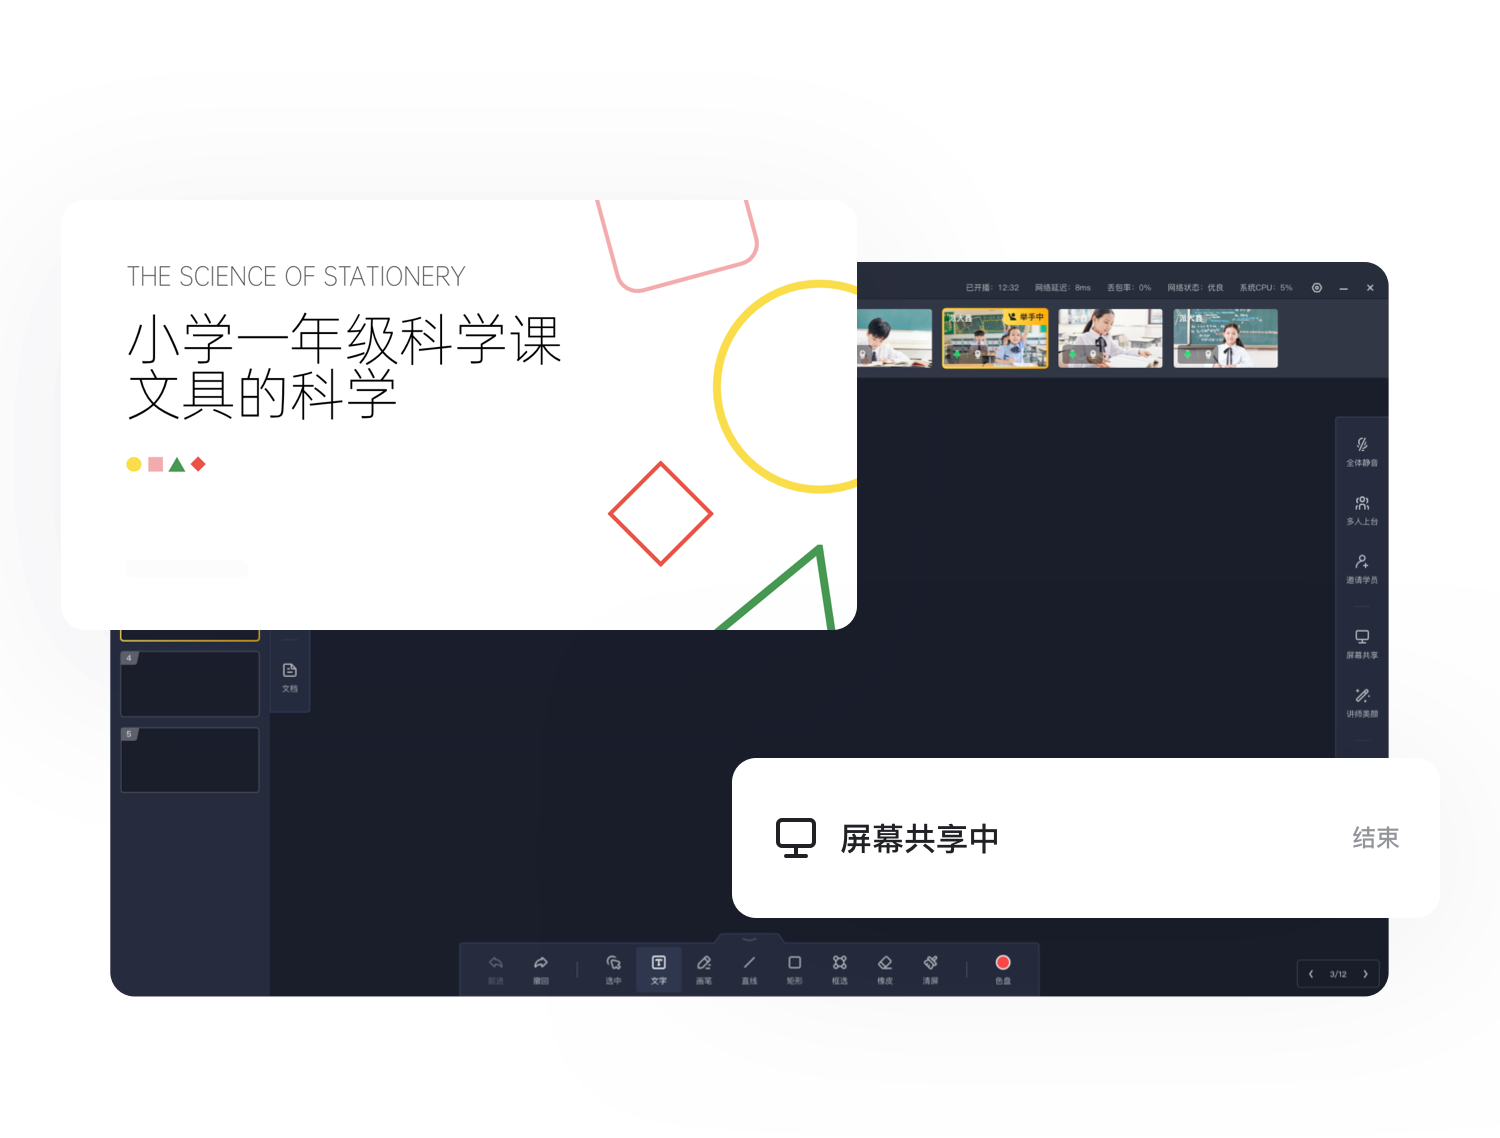 THE SCIENCE OF STATIONERY
小学一年级科学课
文具的科学
已开播：12:32 网络延迟：8ms 丢包率：0% 网络状态：优良 系统CPU：5%
举手中
全体静音
多人上台
邀请学员
屏幕共享
讲师美颜
4
文档
5
屏幕共享中
结束
撤回
选中
文字
画笔
直线
矩形
框选
橡皮
清屏
色盘
3/12